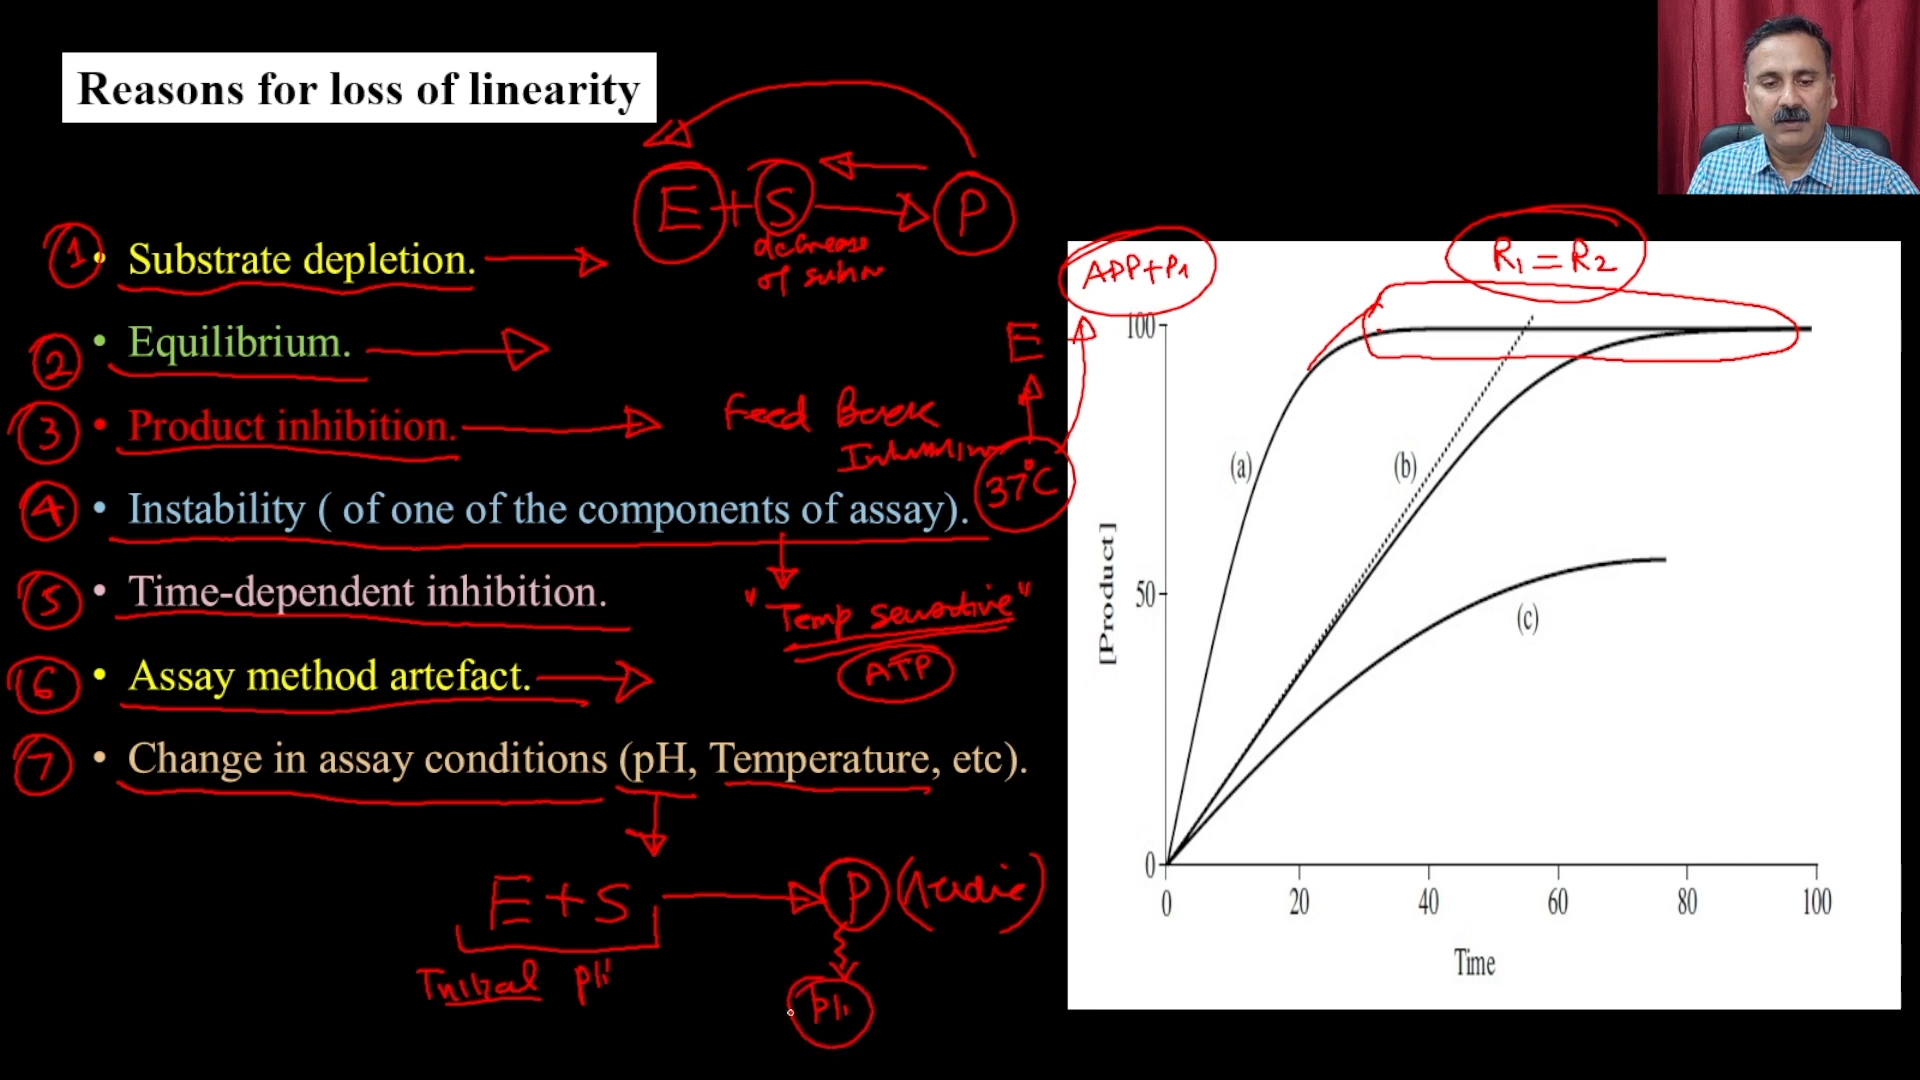 Reasons for loss of linearity
E + S P
decrease
of
1 • Substrate depletion.
2 • Equilibrium.
3 • Product inhibition.
Feed Back
4 • Instability ( of one of the components of assay).
37°C
E
5 • Time-dependent inhibition.
"Temp sensitive"
ATP
6 • Assay method artefact.
7 • Change in assay conditions (pH, Temperature, etc).
E + S P (Acidic)
Initial pH
pH
ADP+Pi
R1 = R2
100
(a)
(b)
50
(c)
[Product]
0
0 20 40 60 80 100
Time